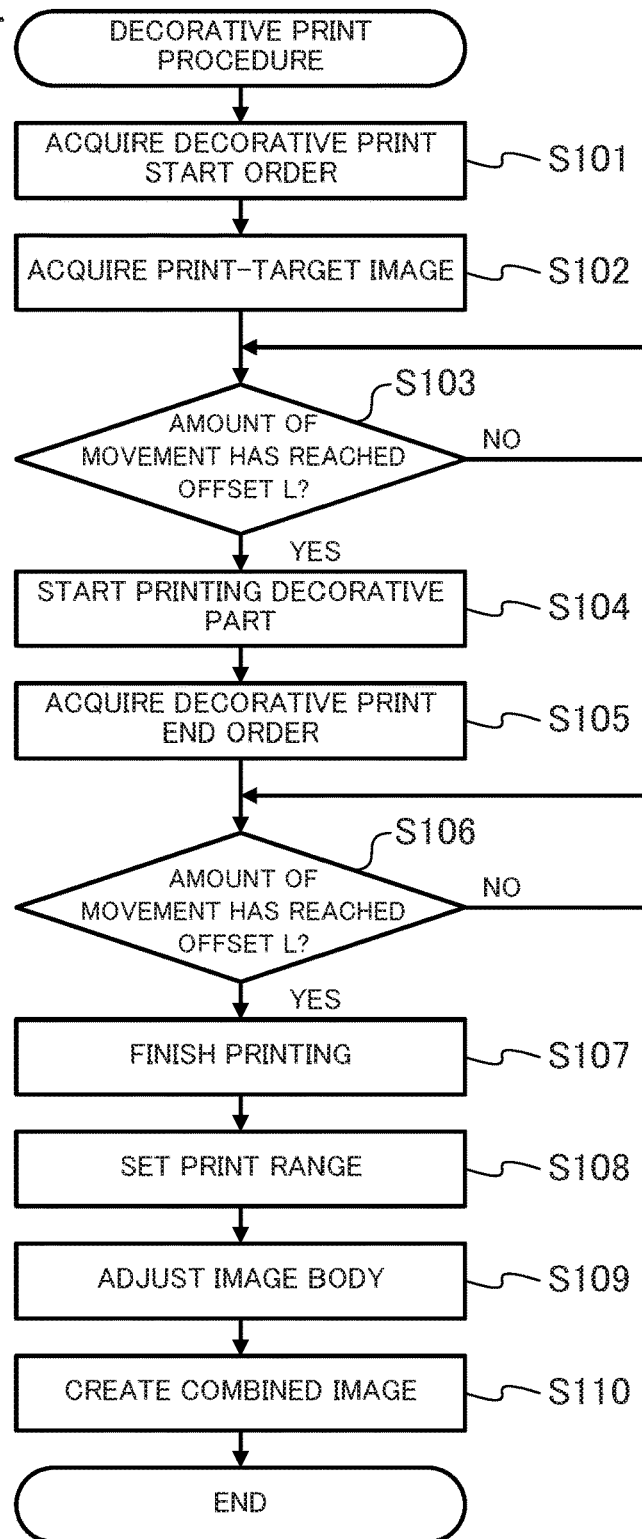 DECORATIVE PRINT
PROCEDURE
ACQUIRE DECORATIVE PRINT
START ORDER
S101
ACQUIRE PRINT-TARGET IMAGE
S102
S103
AMOUNT OF
MOVEMENT HAS REACHED
OFFSET L?
NO
YES
START PRINTING DECORATIVE
PART
S104
ACQUIRE DECORATIVE PRINT
END ORDER
S105
S106
AMOUNT OF
MOVEMENT HAS REACHED
OFFSET L?
NO
YES
FINISH PRINTING
S107
SET PRINT RANGE
S108
ADJUST IMAGE BODY
S109
CREATE COMBINED IMAGE
S110
END